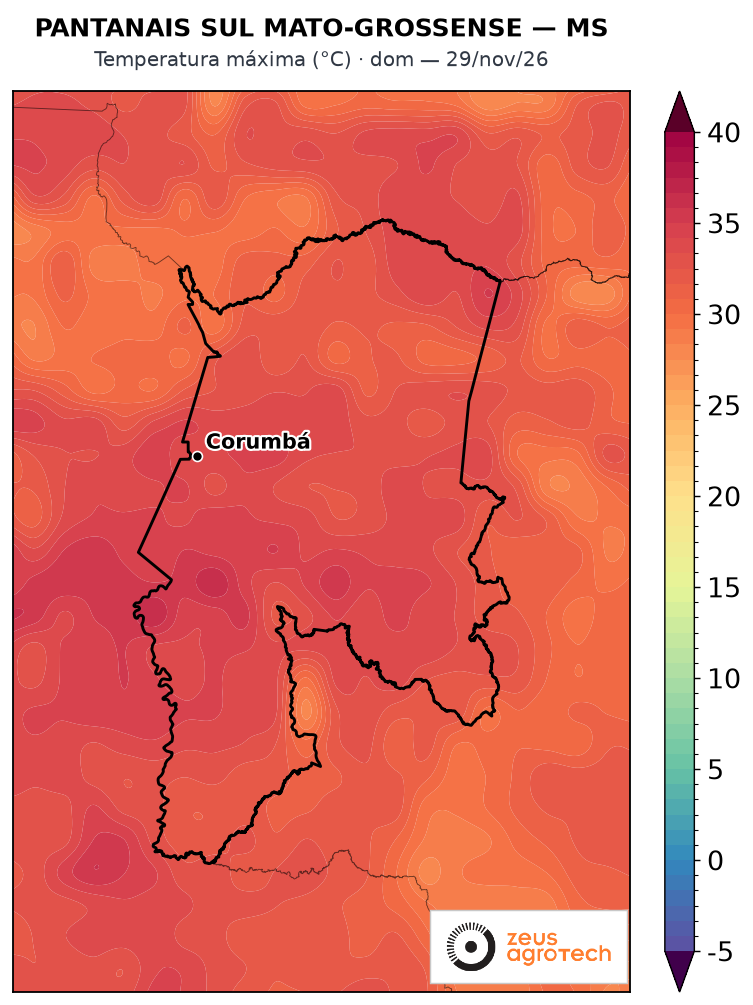 PANTANAIS SUL MATO-GROSSENSE — MS
Temperatura máxima (°C) · dom — 29/nov/26
40
35
30
25
20
15
10
5
0
-5
Corumbá
zeus
agrotech